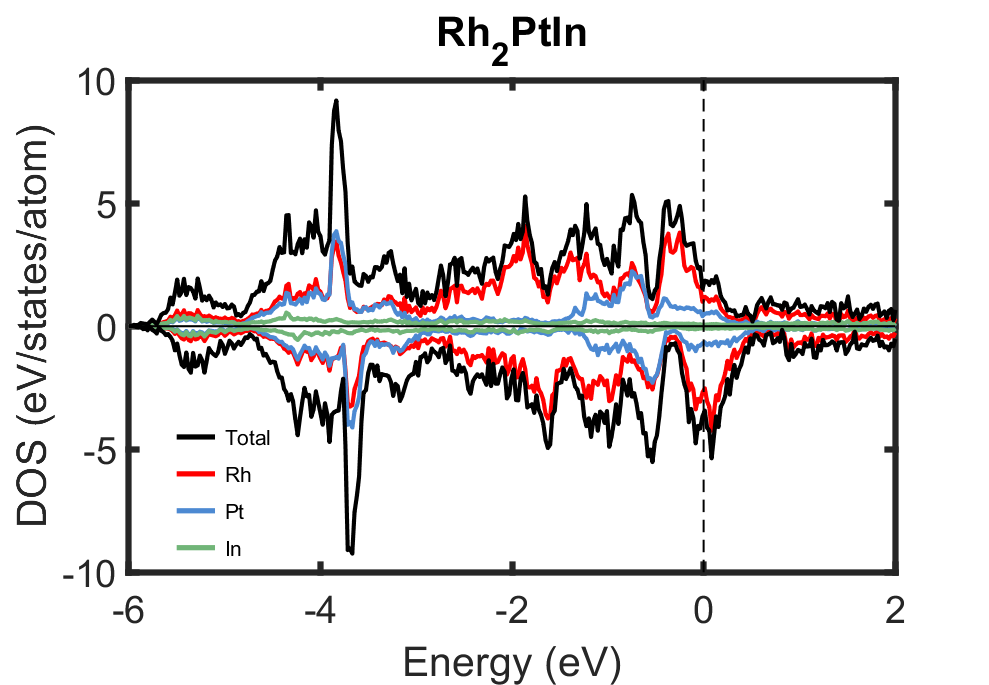 Rh2PtIn
10
5
0
-5
-10
DOS (eV/states/atom)
Total
Rh
Pt
In
-6
-4
-2
0
2
Energy (eV)